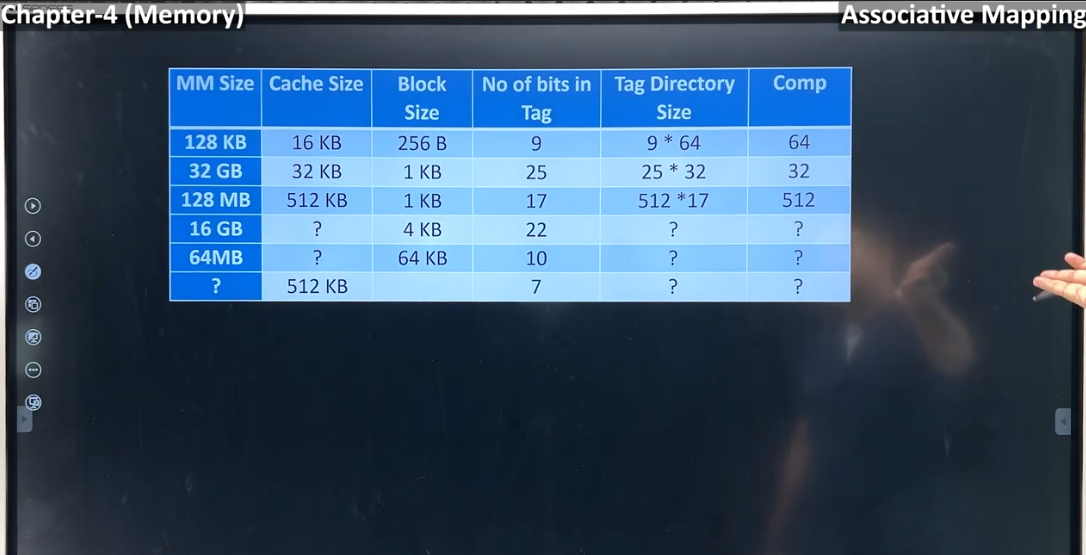 Chapter-4 (Memory)
Associative Mapping
MM Size Cache Size Block Size No of bits in Tag Tag Directory Size Comp
128 KB 16 KB 256 B 9 9 * 64 64
32 GB 32 KB 1 KB 25 25 * 32 32
128 MB 512 KB 1 KB 17 512 *17 512
16 GB ? 4 KB 22 ? ?
64MB ? 64 KB 10 ? ?
? 512 KB 7 ? ?